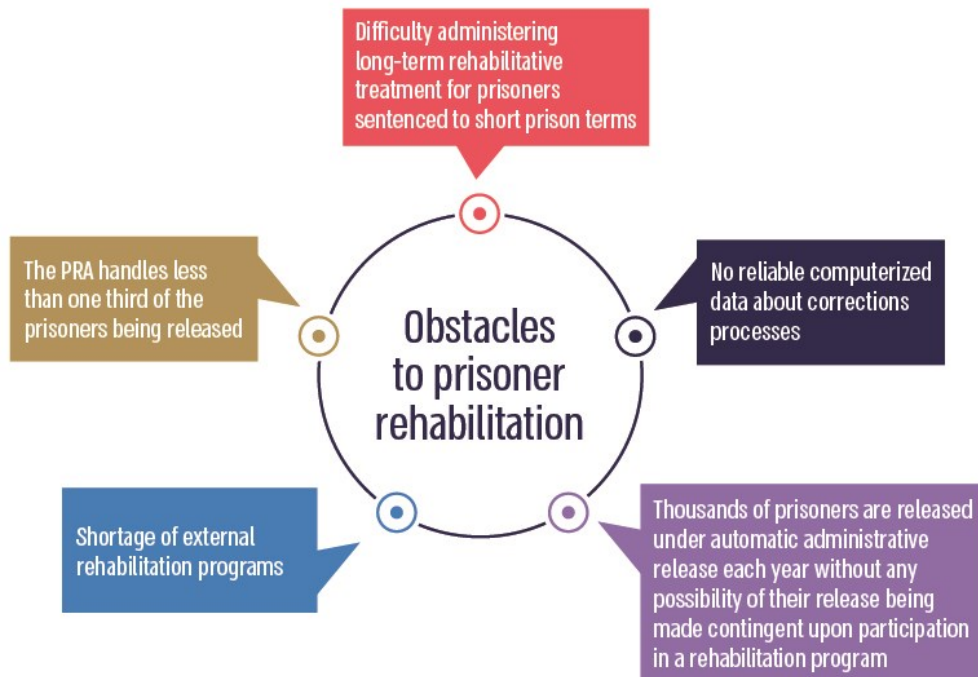 Difficulty administering
long-term rehabilitative
treatment for prisoners
sentenced to short prison terms
The PRA handles less
than one third of the
prisoners being released
No reliable computerized
data about corrections
processes
Obstacles
to prisoner
rehabilitation
Shortage of external
rehabilitation programs
Thousands of prisoners are released
under automatic administrative
release each year without any
possibility of their release being
made contingent upon participation
in a rehabilitation program